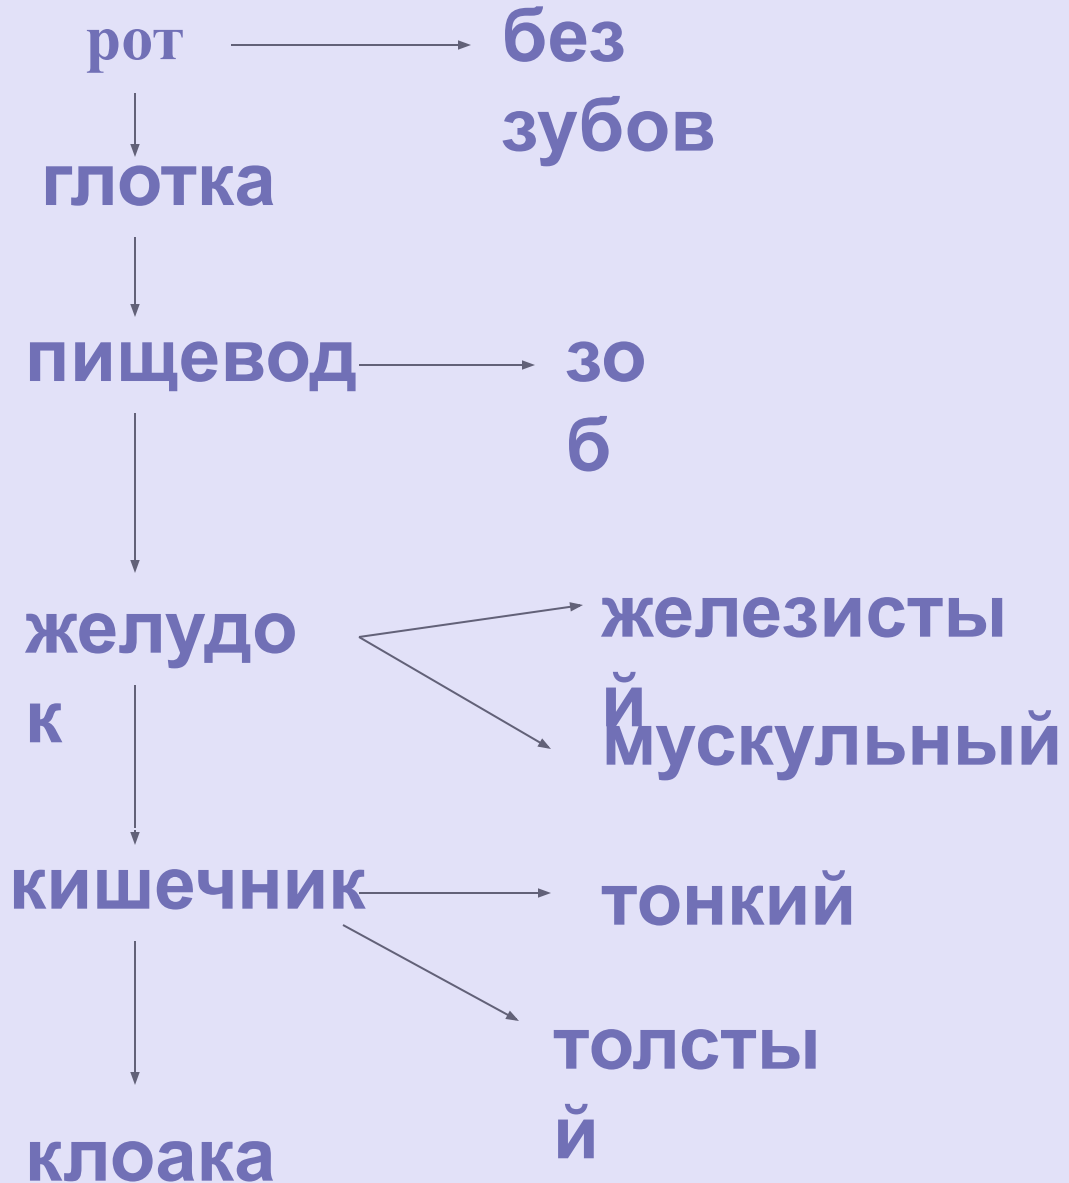 рот
без
зубов
глотка
пищевод
зо
б
желудо
к
железисты
й
мускульный
кишечник
тонкий
толсты
й
клоака